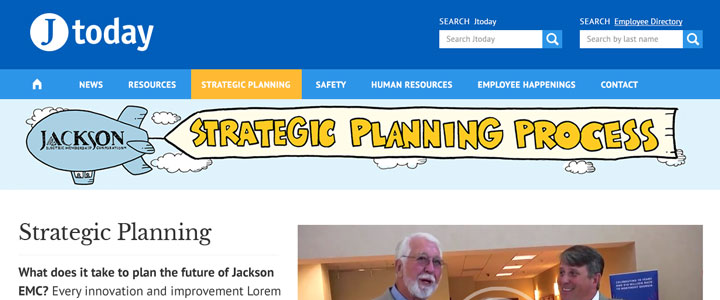 J today
SEARCH Jtoday
Search Jtoday
SEARCH Employee Directory
Search by last name
NEWS
RESOURCES
STRATEGIC PLANNING
SAFETY
HUMAN RESOURCES
EMPLOYEE HAPPENINGS
CONTACT
JACKSON
ELECTRIC MEMBERSHIP CORPORATION
STRATEGIC PLANNING PROCESS
Strategic Planning
What does it take to plan the future of Jackson
EMC? Every innovation and improvement Lorem